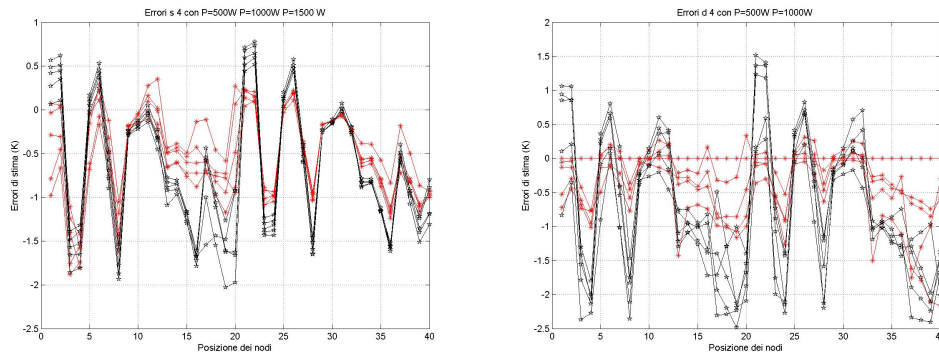 Errori s 4 con P=500W P=1000W P=1500 W
1
0.5
0
-0.5
-1
-1.5
-2
-2.5
Errori di stima (K)
0 5 10 15 20 25 30 35 40
Posizione dei nodi
Errori d 4 con P=500W P=1000W
2
1.5
1
0.5
0
-0.5
-1
-1.5
-2
-2.5
Errori di stima (K)
0 5 10 15 20 25 30 35 40
Posizione dei nodi